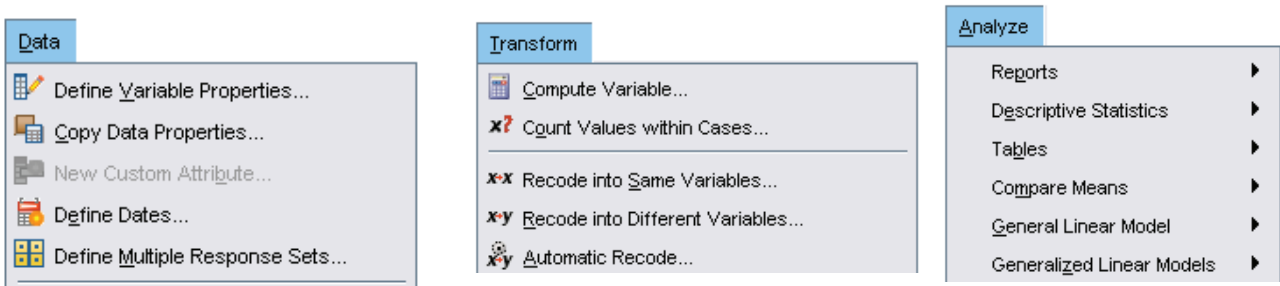 Data
Define Variable Properties...
Copy Data Properties...
New Custom Attribute...
Define Dates...
Define Multiple Response Sets...
Transform
Compute Variable...
Count Values within Cases...
Recode into Same Variables...
Recode into Different Variables...
Automatic Recode...
Analyze
Reports
Descriptive Statistics
Tables
Compare Means
General Linear Model
Generalized Linear Models